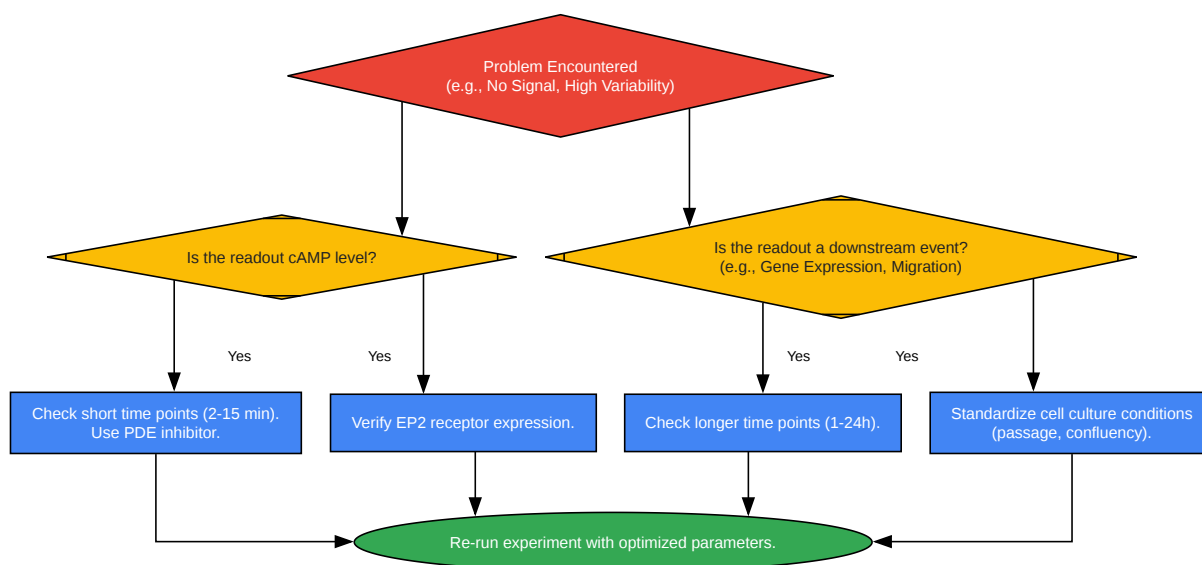 Problem Encountered
(e.g., No Signal, High Variability)
Is the readout cAMP level?
Is the readout a downstream event?
(e.g., Gene Expression, Migration)
Yes
Yes
Yes
Yes
Check short time points (2-15 min).
Use PDE inhibitor.
Verify EP2 receptor expression.
Check longer time points (1-24h).
Standardize cell culture conditions
(passage, confluency).
Re-run experiment with optimized parameters.